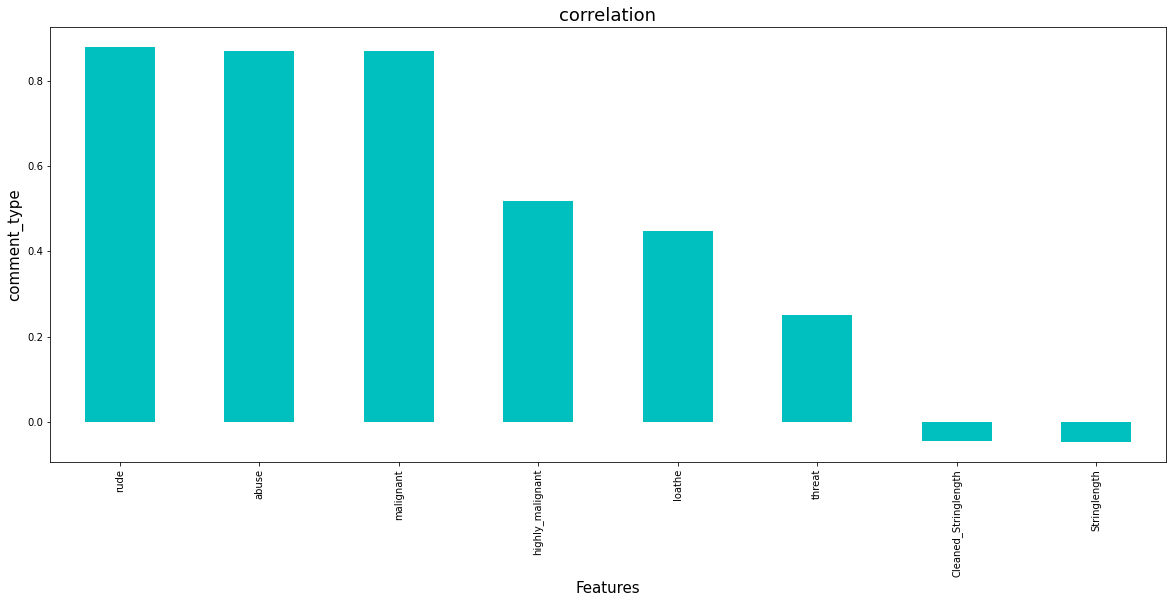 correlation
comment_type
0.8
0.6
0.4
0.2
0.0
rude
abuse
malignant
highly_malignant
loathe
threat
Cleaned_Stringlength
Stringlength
Features